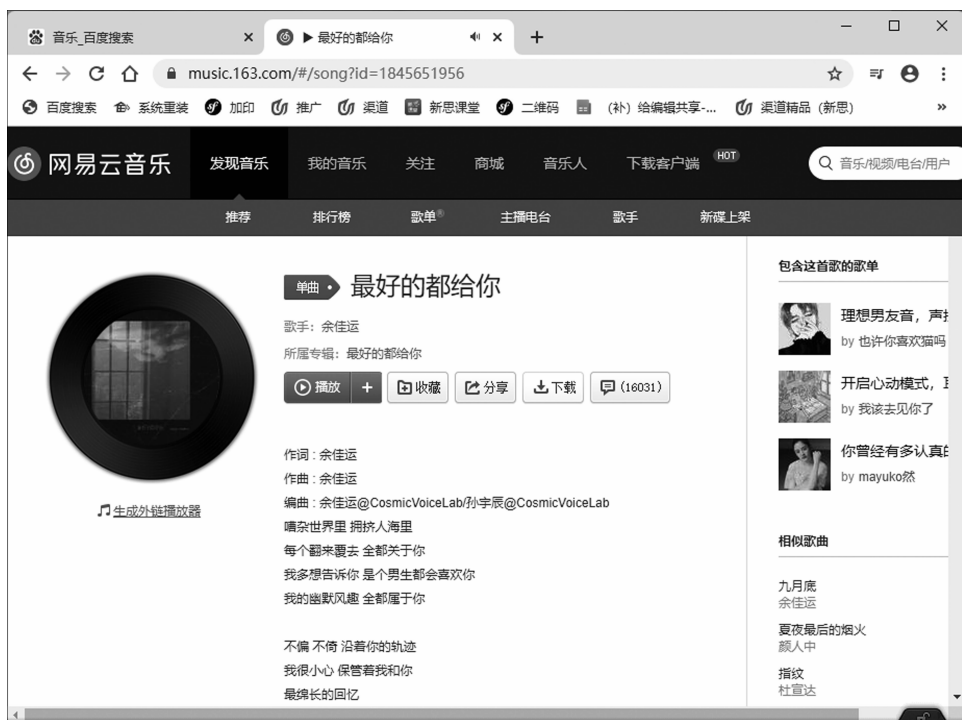 音乐_百度搜索
最好的都给你
music.163.com/#/song?id=1845651956
百度搜索 系统重装 加印 推广 渠道 新思课堂 二维码 (补) 给编辑共享-... 渠道精品 (新思) »
网易云音乐 发现音乐 我的音乐 关注 商城 音乐人 下载客户端 HOT 音乐/视频/电台/用户
推荐 排行榜 歌单® 主播电台 歌手 新碟上架
单曲 最好的都给你
歌手: 余佳运
所属专辑: 最好的都给你
播放 + 收藏 分享 下载 (16031)
作词 : 余佳运
作曲 : 余佳运
编曲 : 余佳运@CosmicVoiceLab/孙宇辰@CosmicVoiceLab
嘈杂世界里 拥挤人海里
每个翻来覆去 全都关于你
我多想告诉你 是个男生都会喜欢你
我的幽默风趣 全都属于你
不偏 不倚 沿着你的轨迹
我很小心 保管着我和你
最绵长的回忆
生成外链播放器
包含这首歌的歌单
理想男友音，声
by 也许你喜欢猫吗
开启心动模式，
by 我该去见你了
你曾经有多认真
by mayuko然
相似歌曲
九月底
余佳运
夏夜最后的烟火
颜人中
指纹
杜宣达